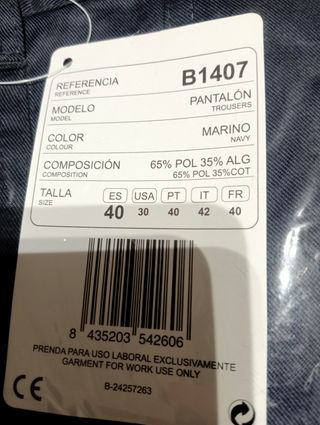 REFERENCIA B1407
REFERENCE
MODELO PANTALÓN
MODEL TROUSERS
COLOR MARINO
COLOUR NAVY
COMPOSICIÓN 65% POL 35% ALG
COMPOSITION 65% POL 35%COT
TALLA ES USA PT IT FR
SIZE 40 30 40 42 40
8 435203 542606
PRENDA PARA USO LABORAL EXCLUSIVAMENTE
GARMENT FOR WORK USE ONLY
CE B-24257263